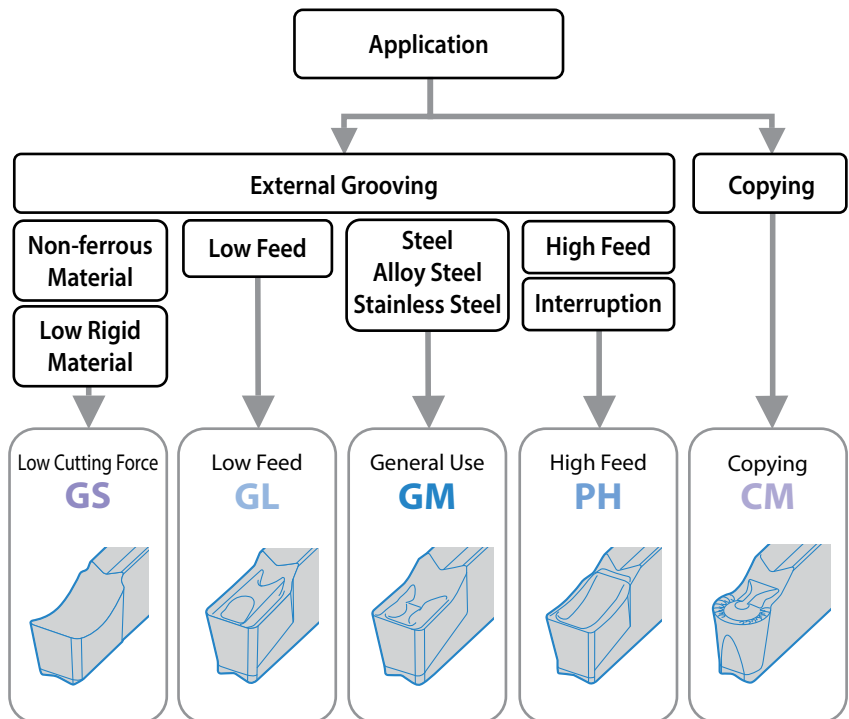 Application
External Grooving
Copying
Non-ferrous
Material
Low Rigid
Material
Low Feed
Steel
Alloy Steel
Stainless Steel
High Feed
Interruption
Low Cutting Force
GS
Low Feed
GL
General Use
GM
High Feed
PH
Copying
CM